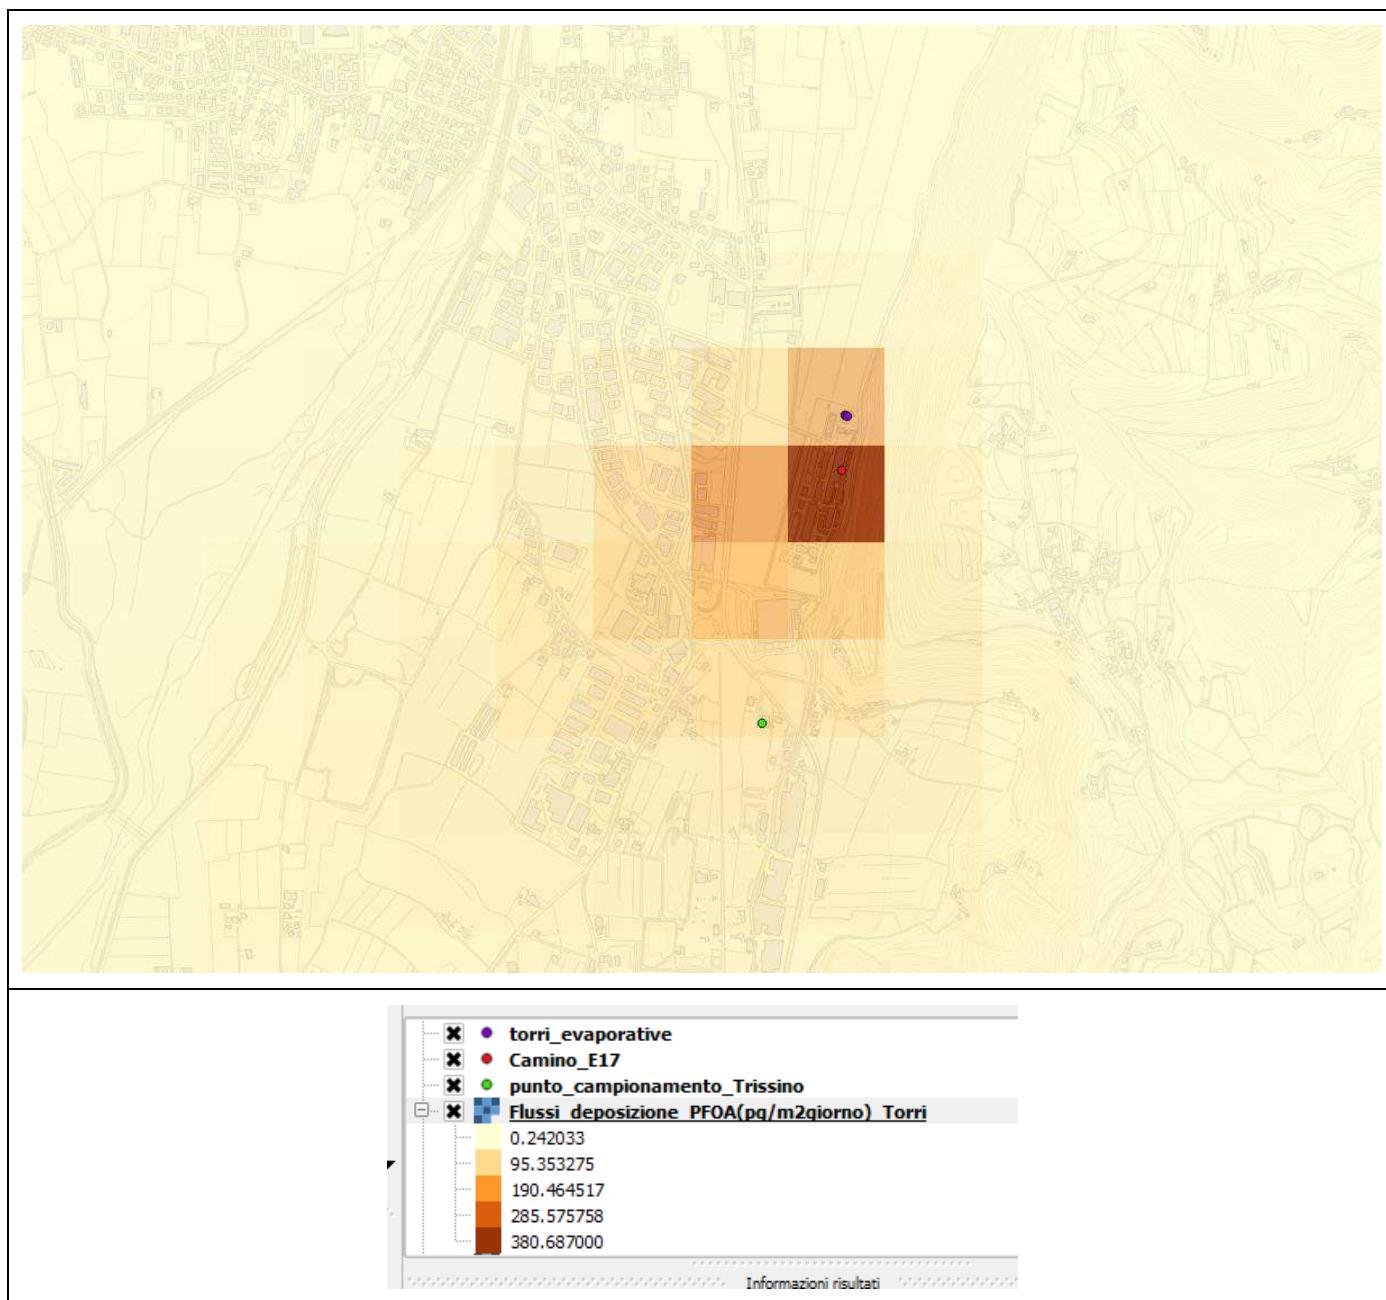 torri_evaporative
Camino_E17
punto_campionamento_Trissino
Flussi_deposizione_PFOA(pg/m2giorno)_Torri
0.242033
95.353275
190.464517
285.575758
380.687000
Informazioni risultati